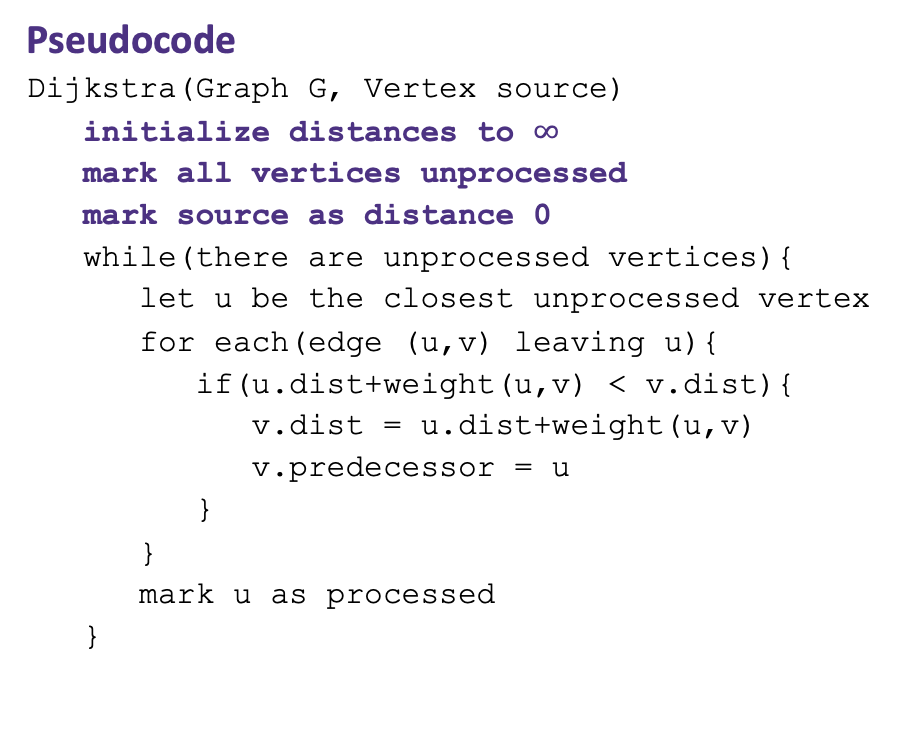 Pseudocode
Dijkstra(Graph G, Vertex source)
initialize distances to ∞
mark all vertices unprocessed
mark source as distance 0
while(there are unprocessed vertices){
let u be the closest unprocessed vertex
for each(edge (u,v) leaving u){
if(u.dist+weight(u,v) < v.dist){
v.dist = u.dist+weight(u,v)
v.predecessor = u
}
}
mark u as processed
}